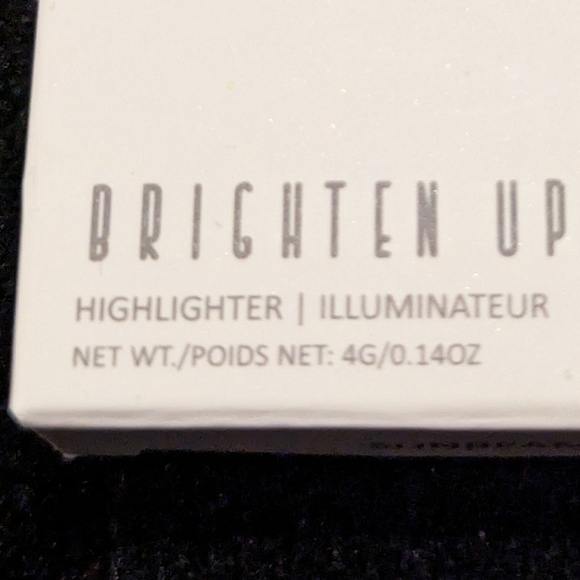 BRIGHTEN UP
HIGHLIGHTER | ILLUMINATEUR
NET WT./POIDS NET: 4G/0.14OZ